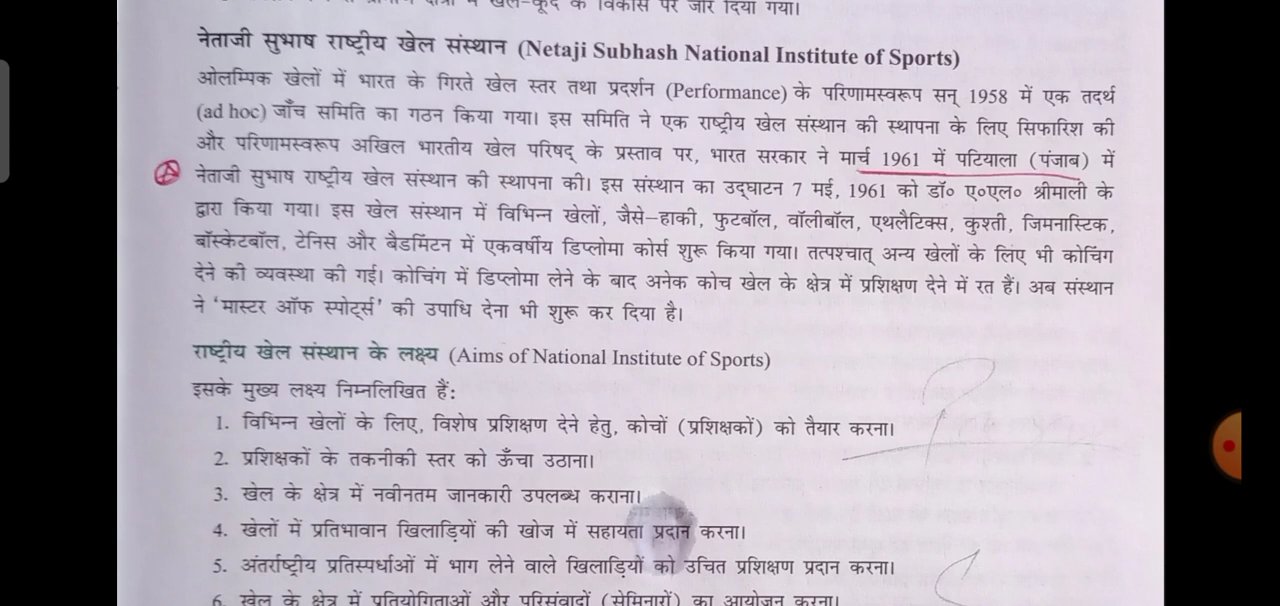 खेल-कूद के विकास पर जोर दिया गया।
नेताजी सुभाष राष्ट्रीय खेल संस्थान (Netaji Subhash National Institute of Sports)
ओलम्पिक खेलों में भारत के गिरते खेल स्तर तथा प्रदर्शन (Performance) के परिणामस्वरूप सन् 1958 में एक तदर्थ
(ad hoc) जाँच समिति का गठन किया गया। इस समिति ने एक राष्ट्रीय खेल संस्थान की स्थापना के लिए सिफारिश की
और परिणामस्वरूप अखिल भारतीय खेल परिषद् के प्रस्ताव पर, भारत सरकार ने मार्च 1961 में पटियाला (पंजाब) में
नेताजी सुभाष राष्ट्रीय खेल संस्थान की स्थापना की। इस संस्थान का उद्घाटन 7 मई, 1961 को डॉ० ए०एल० श्रीमाली के
द्वारा किया गया। इस खेल संस्थान में विभिन्न खेलों, जैसे–हाकी, फुटबॉल, वॉलीबॉल, एथलैटिक्स, कुश्ती, जिमनास्टिक,
बॉस्केटबॉल, टेनिस और बैडमिंटन में एकवर्षीय डिप्लोमा कोर्स शुरू किया गया। तत्पश्चात् अन्य खेलों के लिए भी कोचिंग
देने की व्यवस्था की गई। कोचिंग में डिप्लोमा लेने के बाद अनेक कोच खेल के क्षेत्र में प्रशिक्षण देने में रत हैं। अब संस्थान
ने 'मास्टर ऑफ स्पोर्ट्स' की उपाधि देना भी शुरू कर दिया है।
राष्ट्रीय खेल संस्थान के लक्ष्य (Aims of National Institute of Sports)
इसके मुख्य लक्ष्य निम्नलिखित हैं:
1. विभिन्न खेलों के लिए, विशेष प्रशिक्षण देने हेतु, कोचों (प्रशिक्षकों) को तैयार करना।
2. प्रशिक्षकों के तकनीकी स्तर को ऊँचा उठाना।
3. खेल के क्षेत्र में नवीनतम जानकारी उपलब्ध कराना।
4. खेलों में प्रतिभावान खिलाड़ियों की खोज में सहायता प्रदान करना।
5. अंतर्राष्ट्रीय प्रतिस्पर्धाओं में भाग लेने वाले खिलाड़ियों को उचित प्रशिक्षण प्रदान करना।
6. खेल के क्षेत्र में प्रतियोगिताओं और परिसंवादों (सेमिनारों) का आयोजन करना।